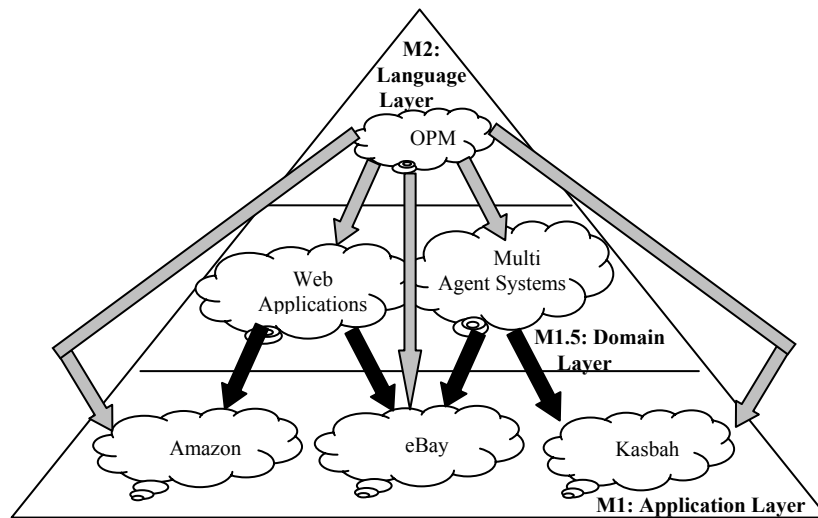 M2:
Language
Layer
OPM
Web
Applications
Multi
Agent Systems
M1.5: Domain
Layer
Amazon
eBay
Kasbah
M1: Application Layer